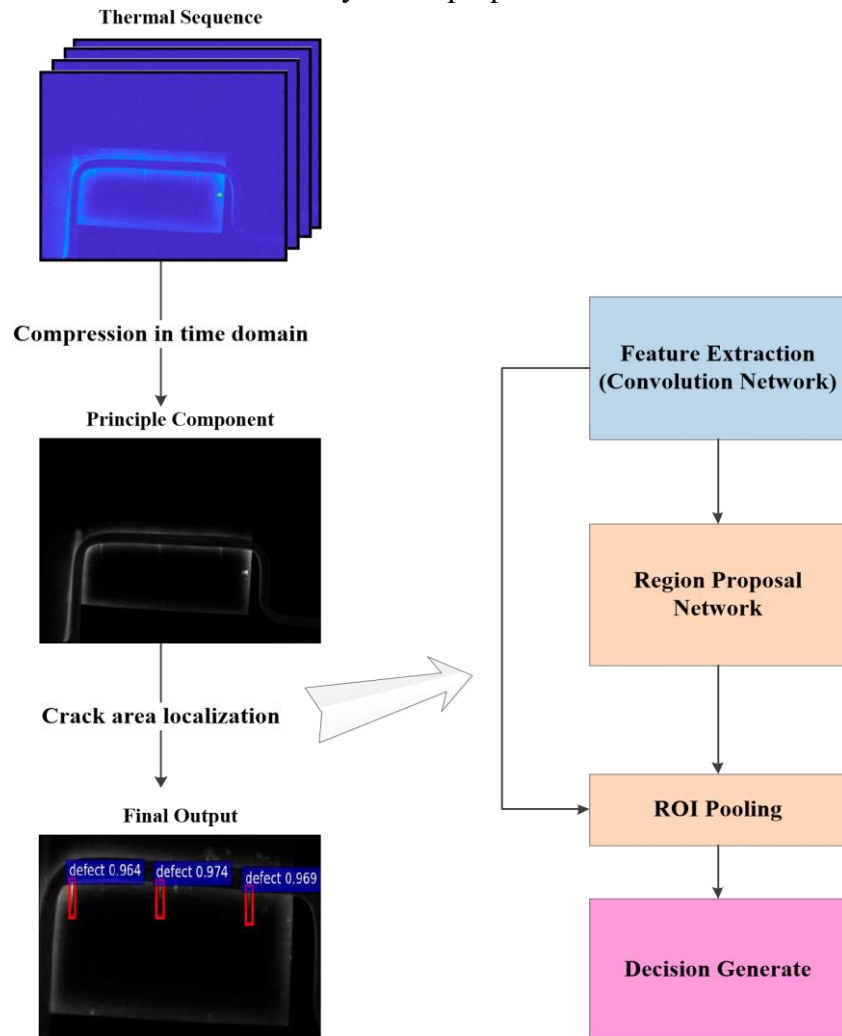 Thermal Sequence
Compression in time domain
Principle Component
Crack area localization
Final Output
defect 0.964
defect 0.974
defect 0.969
Feature Extraction
(Convolution Network)
Region Proposal
Network
ROI Pooling
Decision Generate